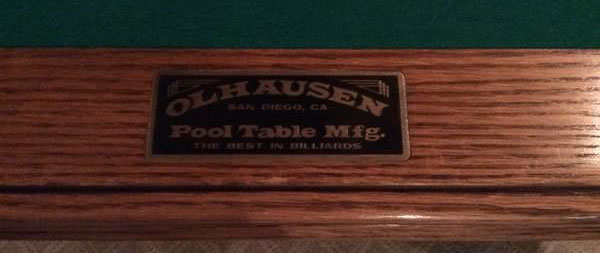 OLHAUSEN
SAN DIEGO, CA
Pool Table Mfg.
THE BEST IN BILLIARDS